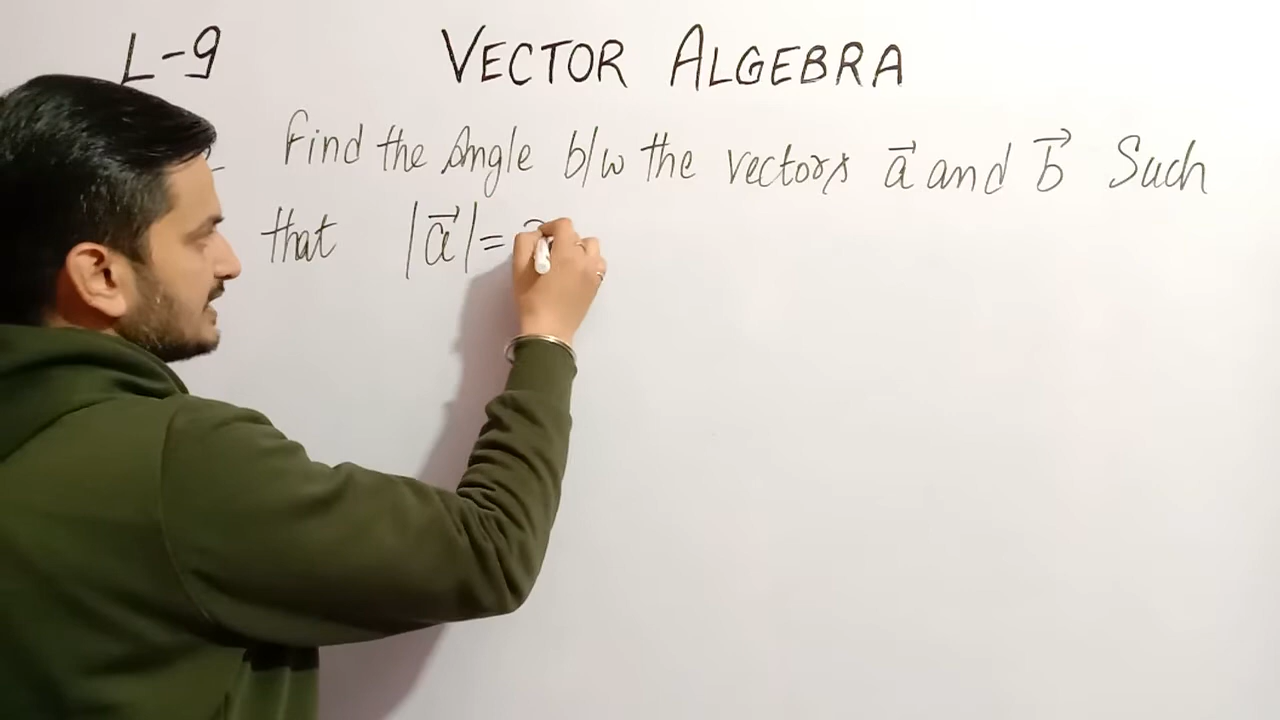 L-9
VECTOR ALGEBRA
Find the Angle b/w the vectors a⃗ and b⃗ Such
that |a⃗| =